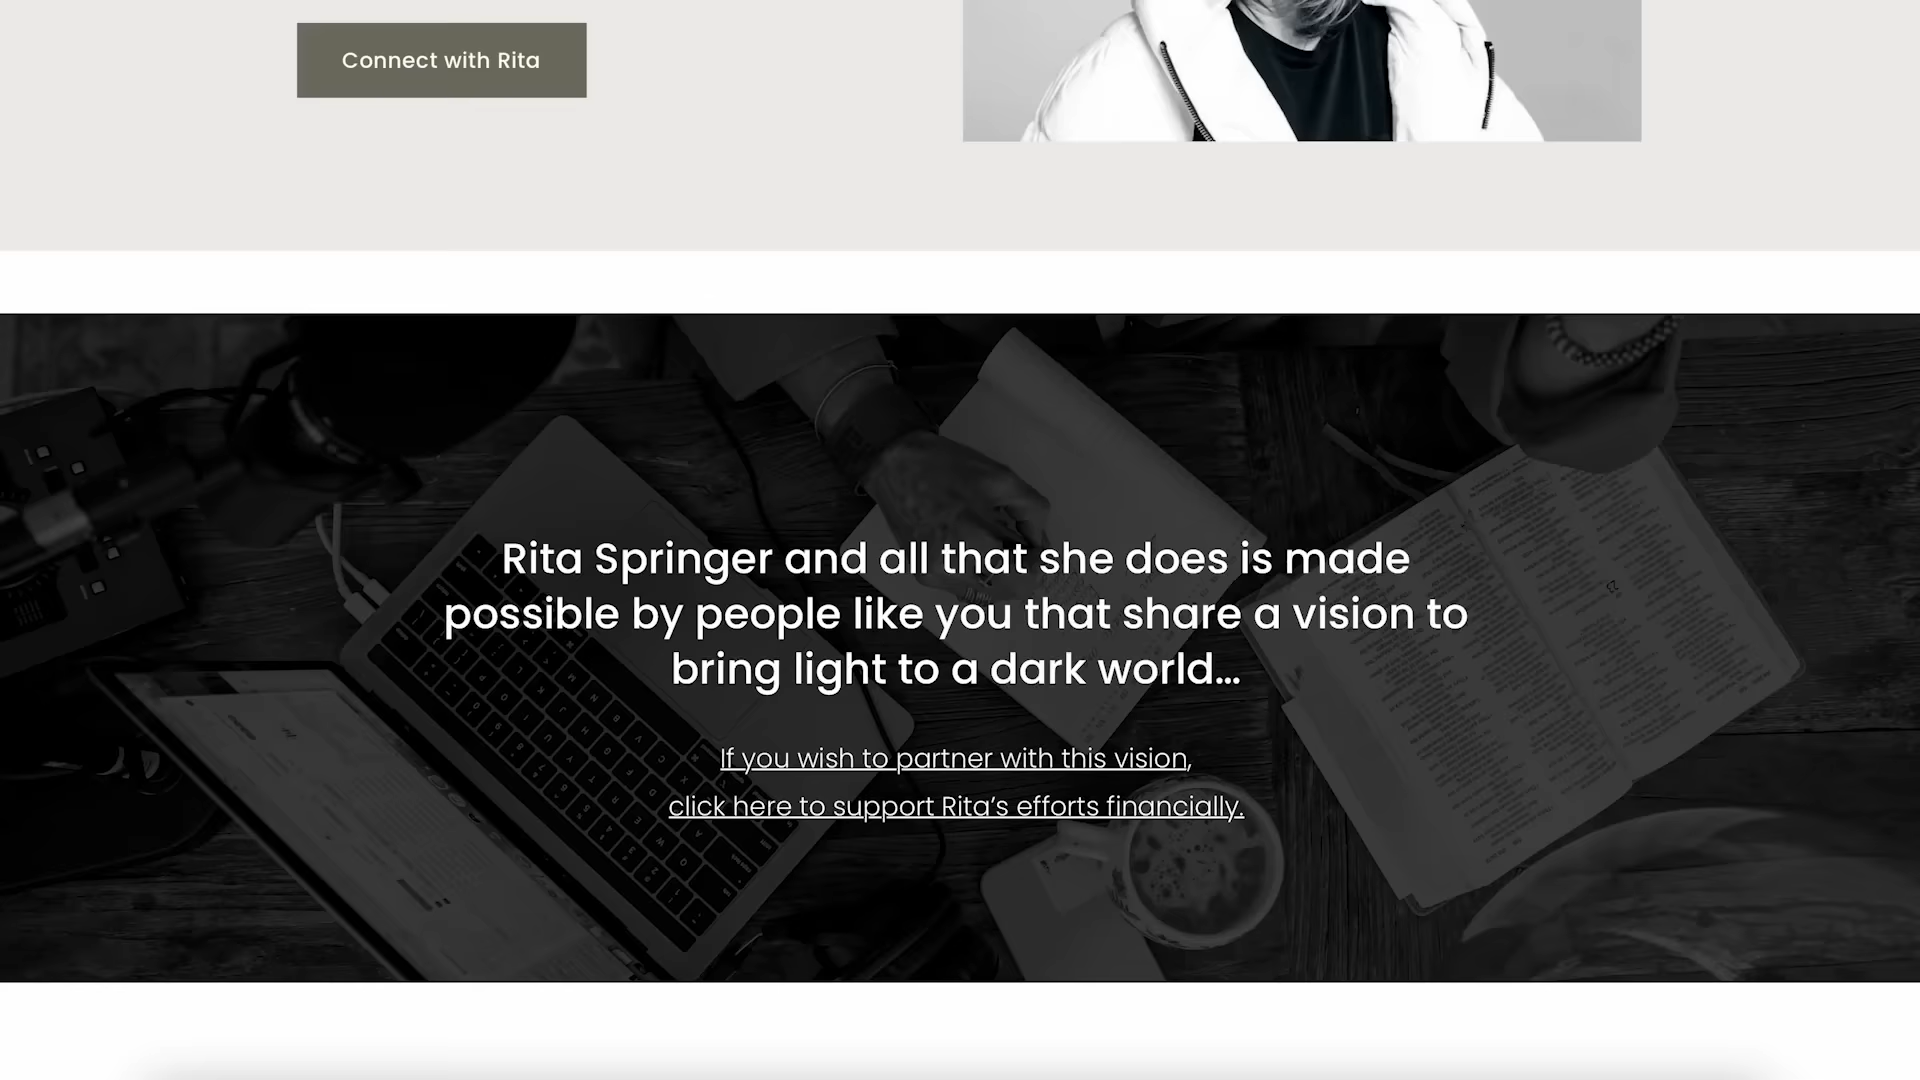 Connect with Rita
Rita Springer and all that she does is made
possible by people like you that share a vision to
bring light to a dark world...
If you wish to partner with this vision,
click here to support Rita’s efforts financially.